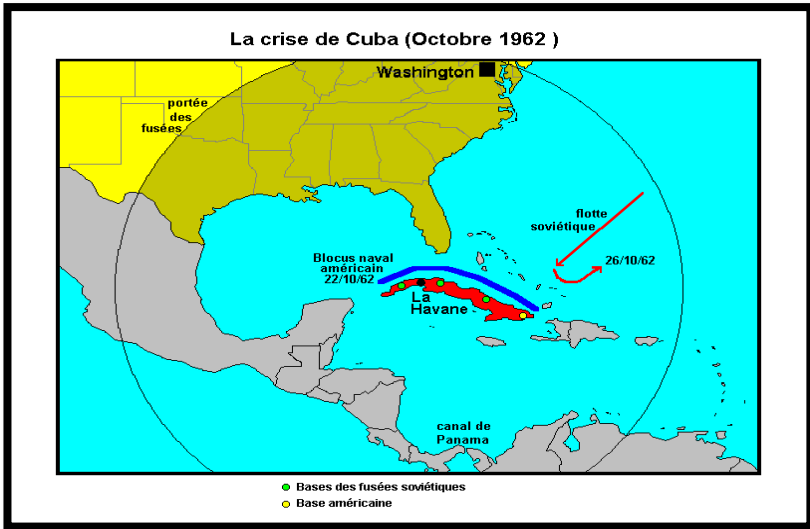 La crise de Cuba (Octobre 1962 )
Washington
portée
des
fusées
flotte
soviétique
26/10/62
Blocus naval
américain
22/10/62
La
Havane
canal de
Panama
Bases des fusées soviétiques
Base américaine